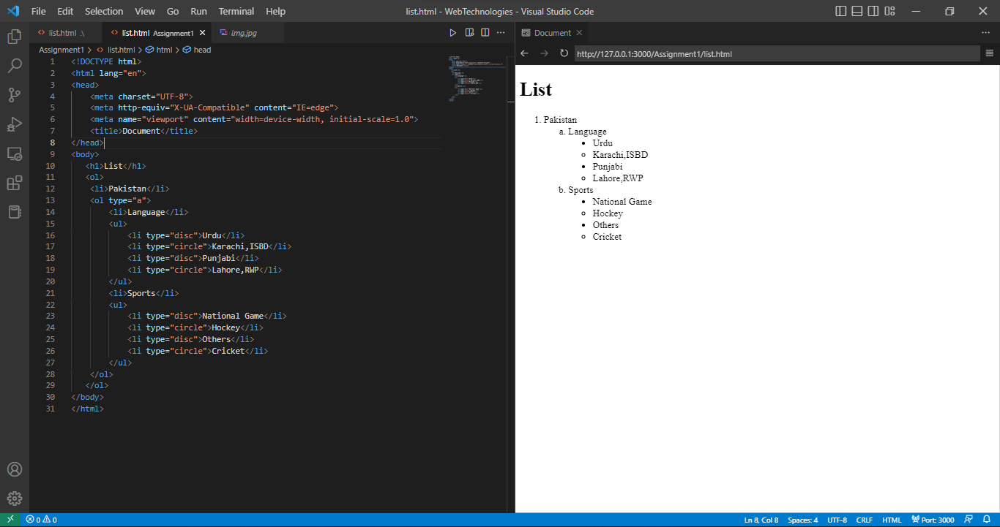 File Edit Selection View Go Run Terminal Help list.html - WebTechnologies - Visual Studio Code
list.html .\ list.html Assignment1 img.jpg Document
Assignment1 > list.html > html > head
http://127.0.0.1:3000/Assignment1/list.html
1 <!DOCTYPE html>
2 <html lang="en">
3 <head>
4     <meta charset="UTF-8">
5     <meta http-equiv="X-UA-Compatible" content="IE=edge">
6     <meta name="viewport" content="width=device-width, initial-scale=1.0">
7     <title>Document</title>
8 </head>
9 <body>
10    <h1>List</h1>
11    <ol>
12     <li>Pakistan</li>
13     <ol type="a">
14         <li>Language</li>
15         <ul>
16             <li type="disc">Urdu</li>
17             <li type="circle">Karachi,ISBD</li>
18             <li type="disc">Punjabi</li>
19             <li type="circle">Lahore,RWP</li>
20         </ul>
21         <li>Sports</li>
22         <ul>
23             <li type="disc">National Game</li>
24             <li type="circle">Hockey</li>
25             <li type="disc">Others</li>
26             <li type="circle">Cricket</li>
27         </ul>
28     </ol>
29    </ol>
30 </body>
31 </html>
List
1. Pakistan
a. Language
• Urdu
◦ Karachi,ISBD
• Punjabi
◦ Lahore,RWP
b. Sports
• National Game
◦ Hockey
• Others
◦ Cricket
0 0 Ln 8, Col 8 Spaces: 4 UTF-8 CRLF HTML Port: 3000